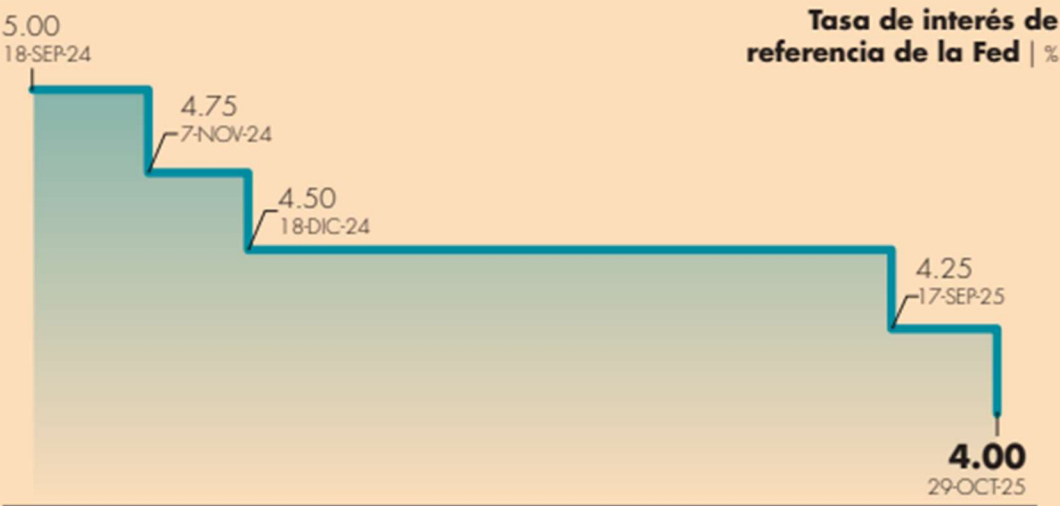 Tasa de interés de
referencia de la Fed | %
5.00
18-SEP-24
4.75
7-NOV-24
4.50
18-DIC-24
4.25
17-SEP-25
4.00
29-OCT-25